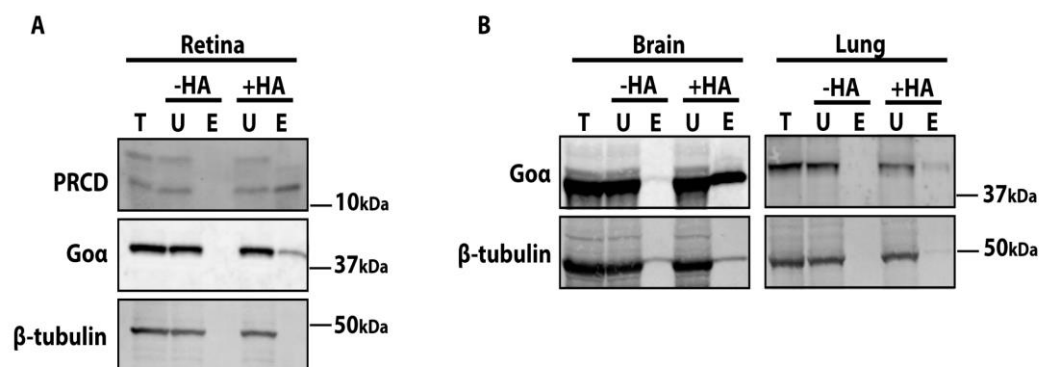 A
Retina
-HA +HA
T U E U E
PRCD
10kDa
Goα
37kDa
β-tubulin
50kDa
B
Brain Lung
-HA +HA -HA +HA
T U E U E T U E U E
Goα
37kDa
β-tubulin
50kDa